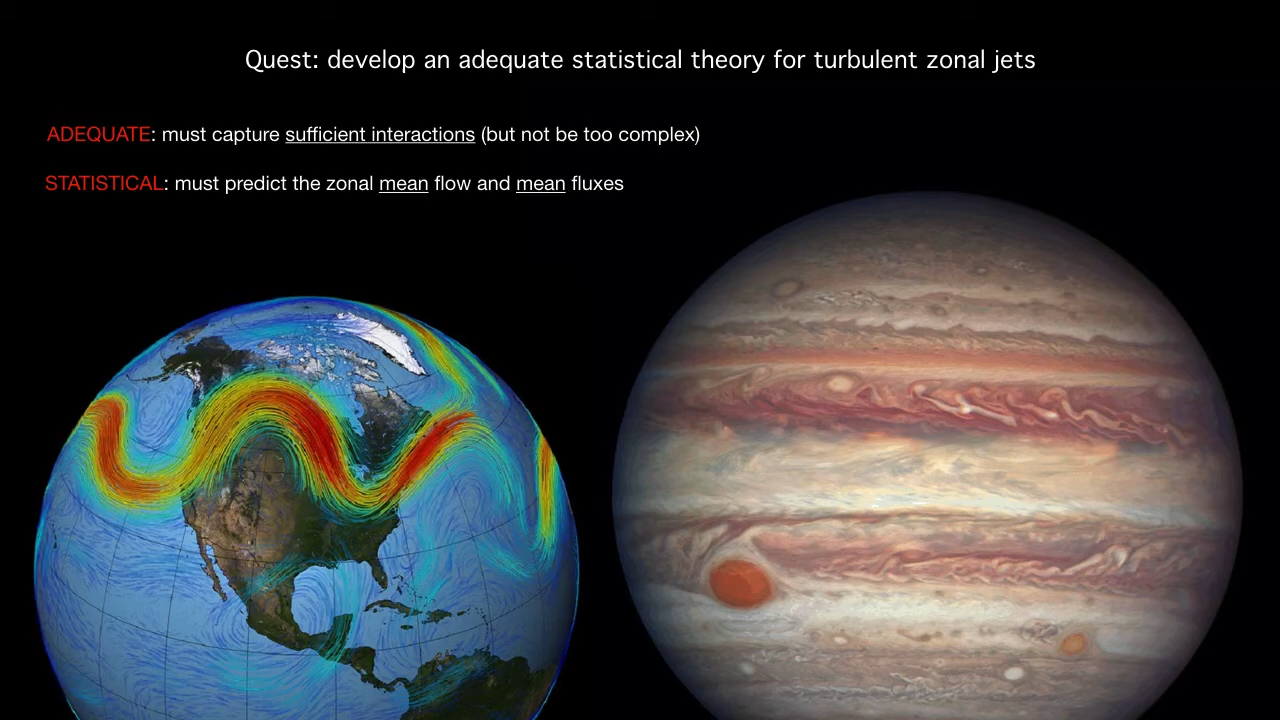 Quest: develop an adequate statistical theory for turbulent zonal jets
ADEQUATE: must capture sufficient interactions (but not be too complex)
STATISTICAL: must predict the zonal mean flow and mean fluxes